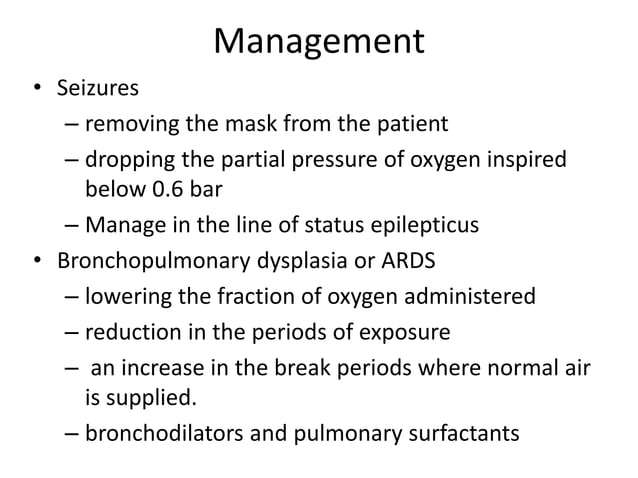 Management
• Seizures
– removing the mask from the patient
– dropping the partial pressure of oxygen inspired
below 0.6 bar
– Manage in the line of status epilepticus
• Bronchopulmonary dysplasia or ARDS
– lowering the fraction of oxygen administered
– reduction in the periods of exposure
– an increase in the break periods where normal air
is supplied.
– bronchodilators and pulmonary surfactants